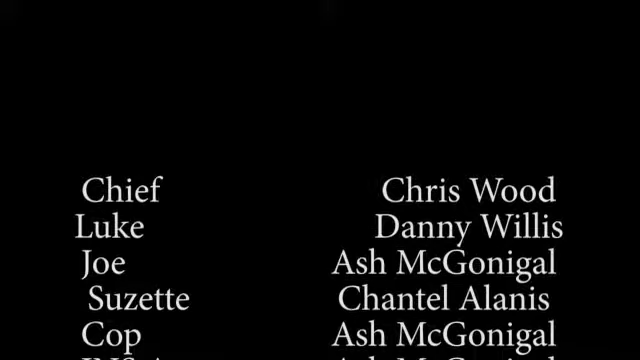 Chief Chris Wood
Luke Danny Willis
Joe Ash McGonigal
Suzette Chantel Alanis
Cop Ash McGonigal